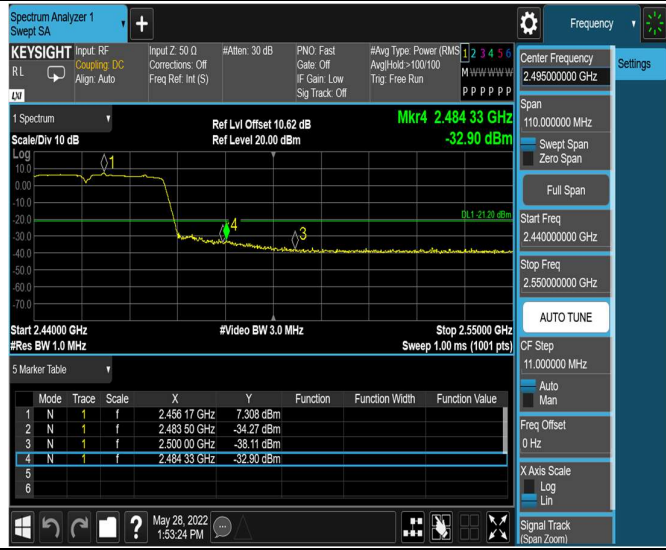 Spectrum Analyzer 1
Swept SA
+
Frequency
KEYSIGHT
RL
LXI
Input: RF
Coupling: DC
Align: Auto
Input Z: 50 Ω
Corrections: Off
Freq Ref: Int (S)
#Atten: 30 dB
PNO: Fast
Gate: Off
IF Gain: Low
Sig Track: Off
#Avg Type: Power (RMS
Avg|Hold:>100/100
Trig: Free Run
1 2 3 4 5 6
M W W W W W
P P P P P P
1 Spectrum
Scale/Div 10 dB
Ref Lvl Offset 10.62 dB
Ref Level 20.00 dBm
Mkr4 2.484 33 GHz
-32.90 dBm
Log
10.0
0.00
-10.0
-20.0
-30.0
-40.0
-50.0
-60.0
-70.0
1
4
3
DL1 -21.20 dBm
Start 2.44000 GHz
#Res BW 1.0 MHz
#Video BW 3.0 MHz
Stop 2.55000 GHz
Sweep 1.00 ms (1001 pts)
5 Marker Table
Mode Trace Scale X Y Function Function Width Function Value
1 N 1 f 2.456 17 GHz 7.308 dBm
2 N 1 f 2.483 50 GHz -34.27 dBm
3 N 1 f 2.500 00 GHz -38.11 dBm
4 N 1 f 2.484 33 GHz -32.90 dBm
5
6
May 28, 2022
1:53:24 PM
Center Frequency
2.495000000 GHz
Settings
Span
110.000000 MHz
Swept Span
Zero Span
Full Span
Start Freq
2.440000000 GHz
Stop Freq
2.550000000 GHz
AUTO TUNE
CF Step
11.000000 MHz
Auto
Man
Freq Offset
0 Hz
X Axis Scale
Log
Lin
Signal Track
(Span Zoom)